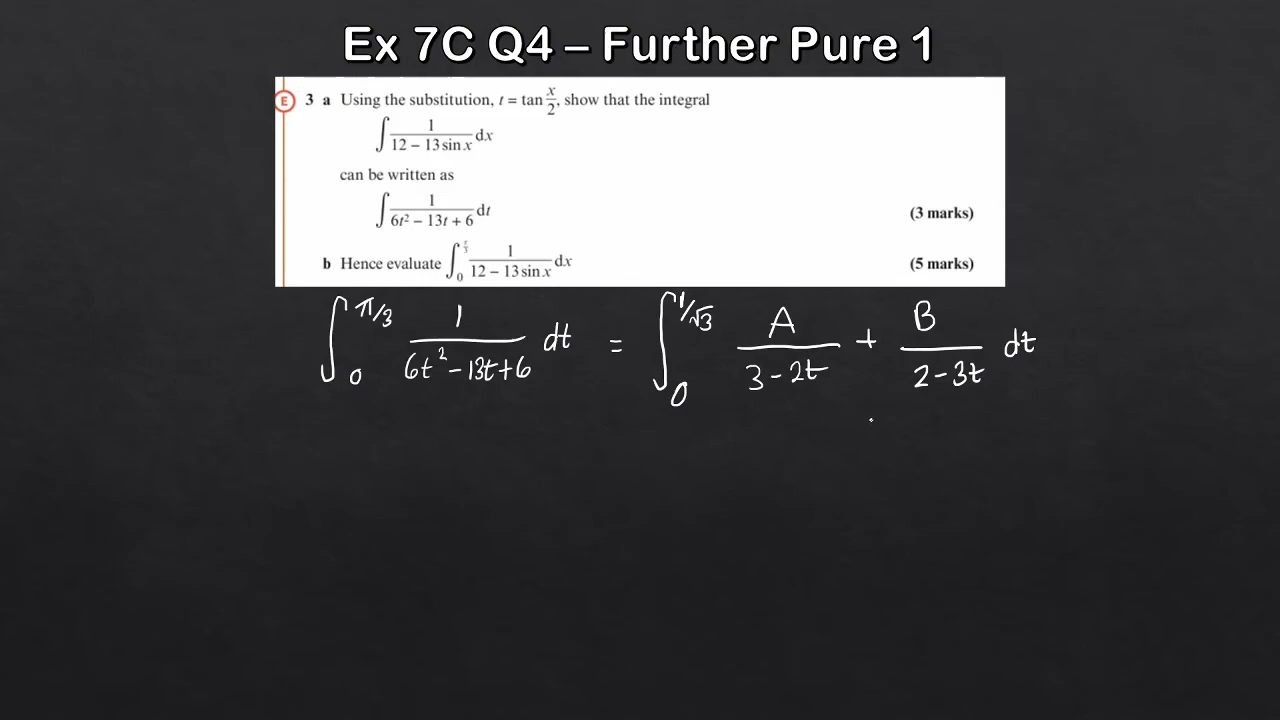 Ex 7C Q4 – Further Pure 1
E 3 a Using the substitution, t = tan x/2, show that the integral
∫ 1/(12 − 13 sin x) dx
can be written as
∫ 1/(6t² − 13t + 6) dt (3 marks)
b Hence evaluate ∫₀ 1/(12 − 13 sin x) dx (5 marks)
∫₀^(π/3) 1/(6t² − 13t + 6) dt = ∫₀^(1/√3) A/(3 − 2t) + B/(2 − 3t) dt